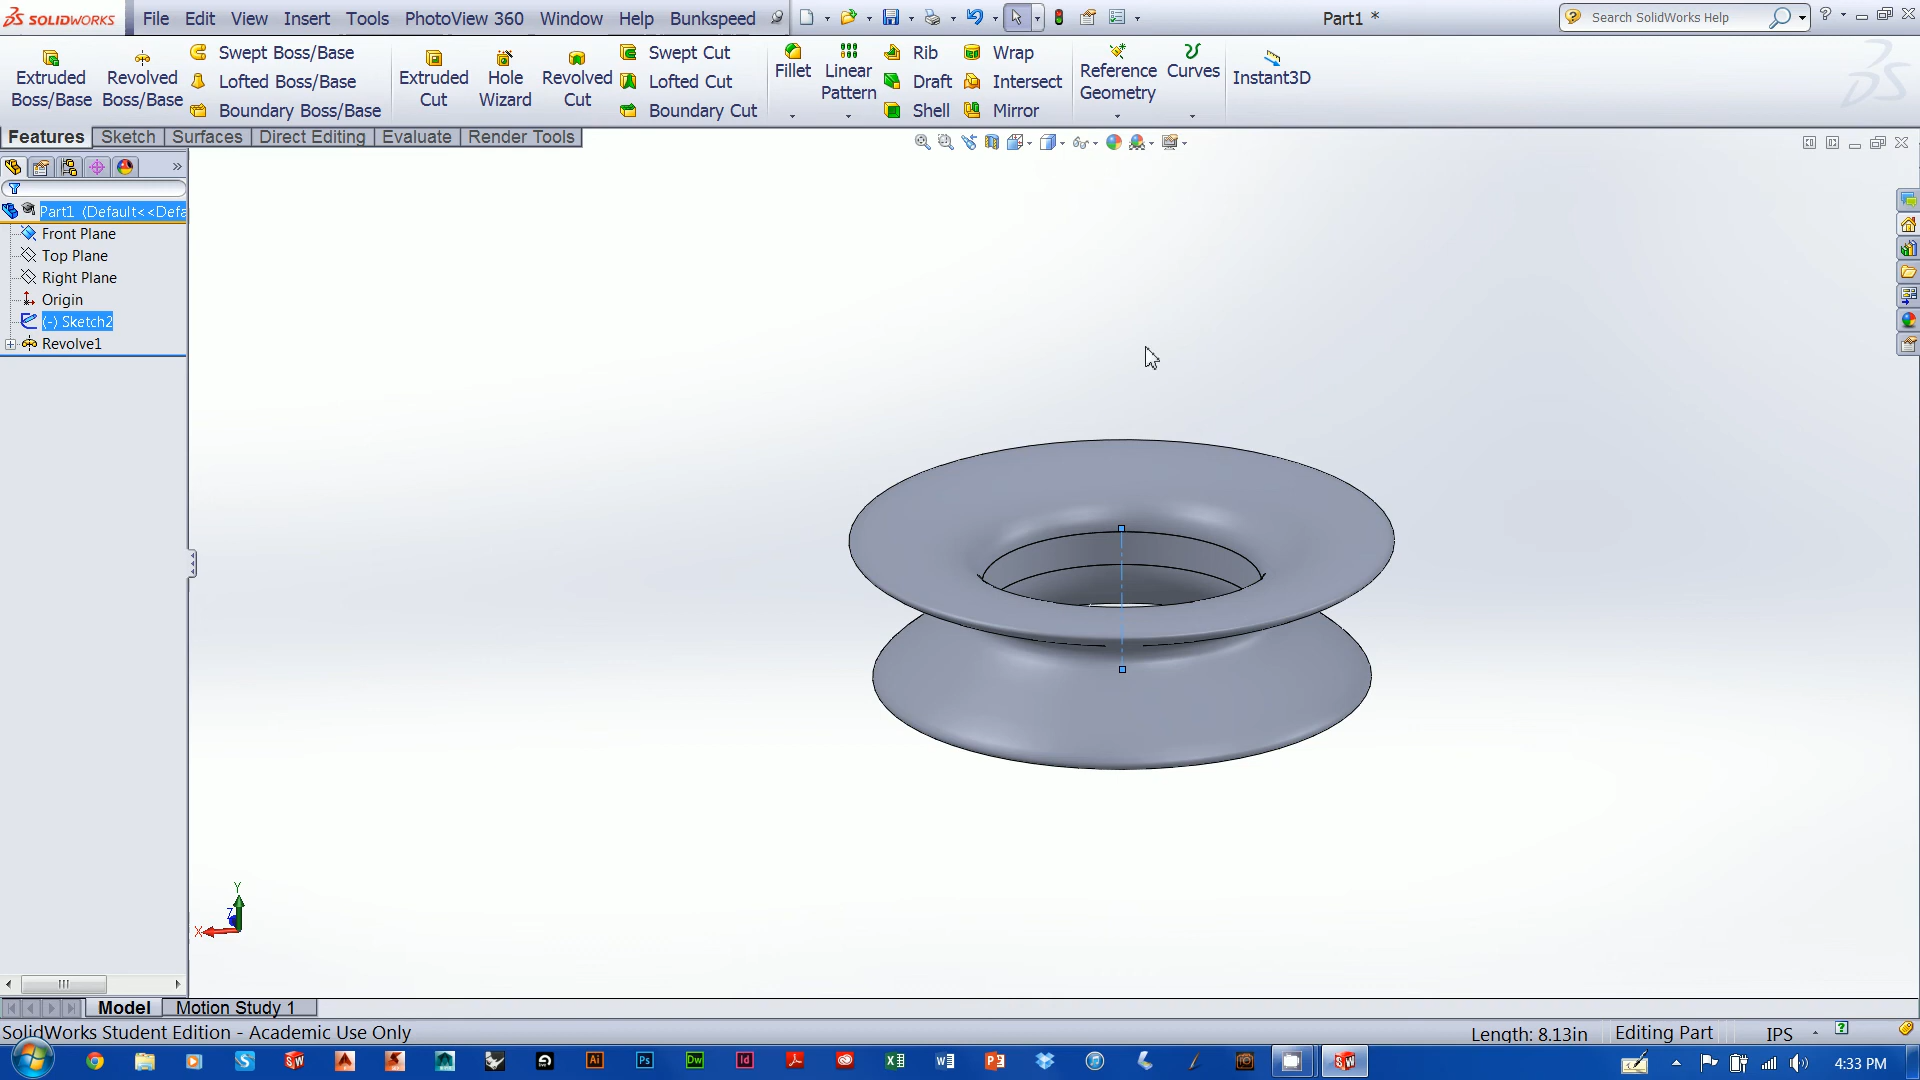 SOLIDWORKS File Edit View Insert Tools PhotoView 360 Window Help Bunkspeed Part1 * Search SolidWorks Help
Extruded Boss/Base
Revolved Boss/Base
Swept Boss/Base
Lofted Boss/Base
Boundary Boss/Base
Extruded Cut
Hole Wizard
Revolved Cut
Swept Cut
Lofted Cut
Boundary Cut
Fillet
Linear Pattern
Rib
Draft
Shell
Wrap
Intersect
Mirror
Reference Geometry
Curves
Instant3D
Features Sketch Surfaces Direct Editing Evaluate Render Tools
Part1 (Default<<Defa
Front Plane
Top Plane
Right Plane
Origin
(-) Sketch2
Revolve1
Y
Z
X
Model Motion Study 1
SolidWorks Student Edition - Academic Use Only Length: 8.13in Editing Part IPS
Ai Ps Dw Id
4:33 PM